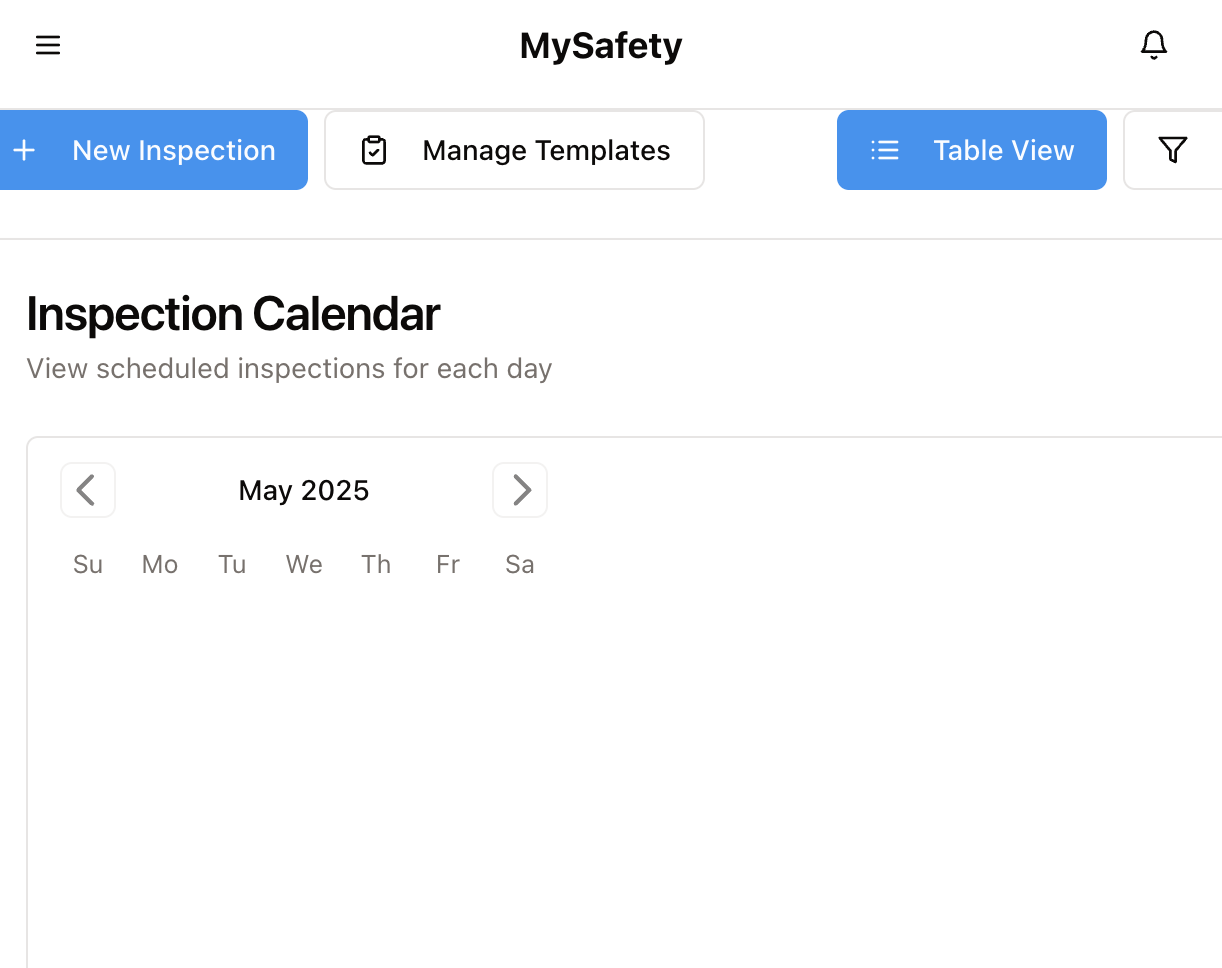 MySafety
New Inspection Manage Templates Table View
Inspection Calendar
View scheduled inspections for each day
May 2025
Su Mo Tu We Th Fr Sa